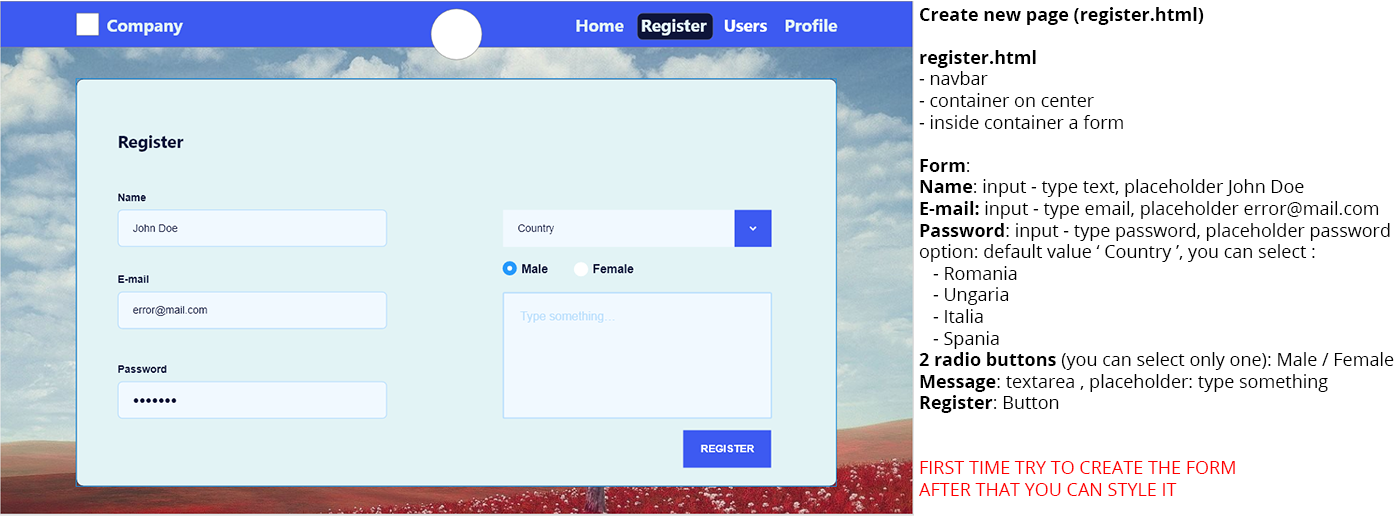 Company
Home Register Users Profile
Register
Name
John Doe
E-mail
error@mail.com
Password
•••••••
Country
Male Female
Type something...
REGISTER
Create new page (register.html)
register.html
- navbar
- container on center
- inside container a form
Form:
Name: input - type text, placeholder John Doe
E-mail: input - type email, placeholder error@mail.com
Password: input - type password, placeholder password
option: default value ‘ Country ’, you can select :
- Romania
- Ungaria
- Italia
- Spania
2 radio buttons (you can select only one): Male / Female
Message: textarea , placeholder: type something
Register: Button
FIRST TIME TRY TO CREATE THE FORM
AFTER THAT YOU CAN STYLE IT